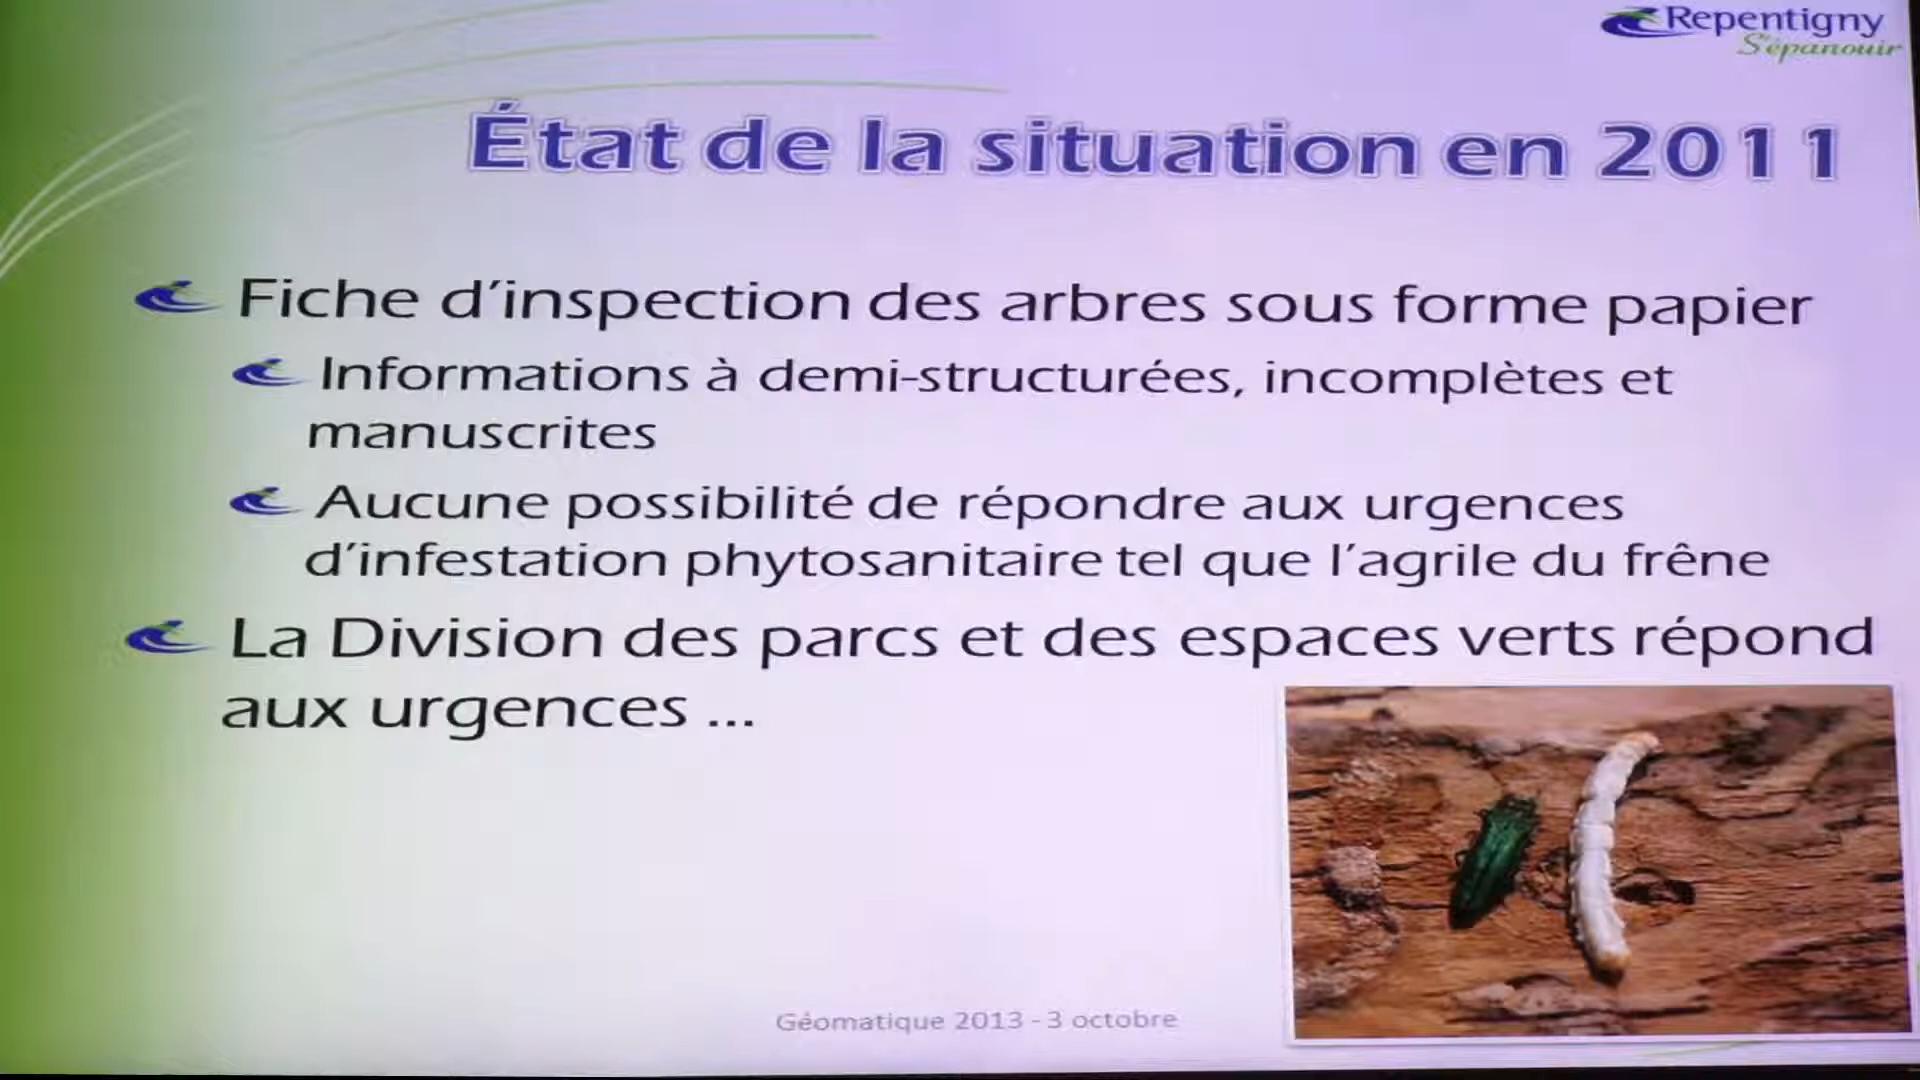 Repentigny
S'épanouir
État de la situation en 2011
Fiche d'inspection des arbres sous forme papier
Informations à demi-structurées, incomplètes et
manuscrites
Aucune possibilité de répondre aux urgences
d'infestation phytosanitaire tel que l'agrile du frêne
La Division des parcs et des espaces verts répond
aux urgences ...
Géomatique 2013 - 3 octobre